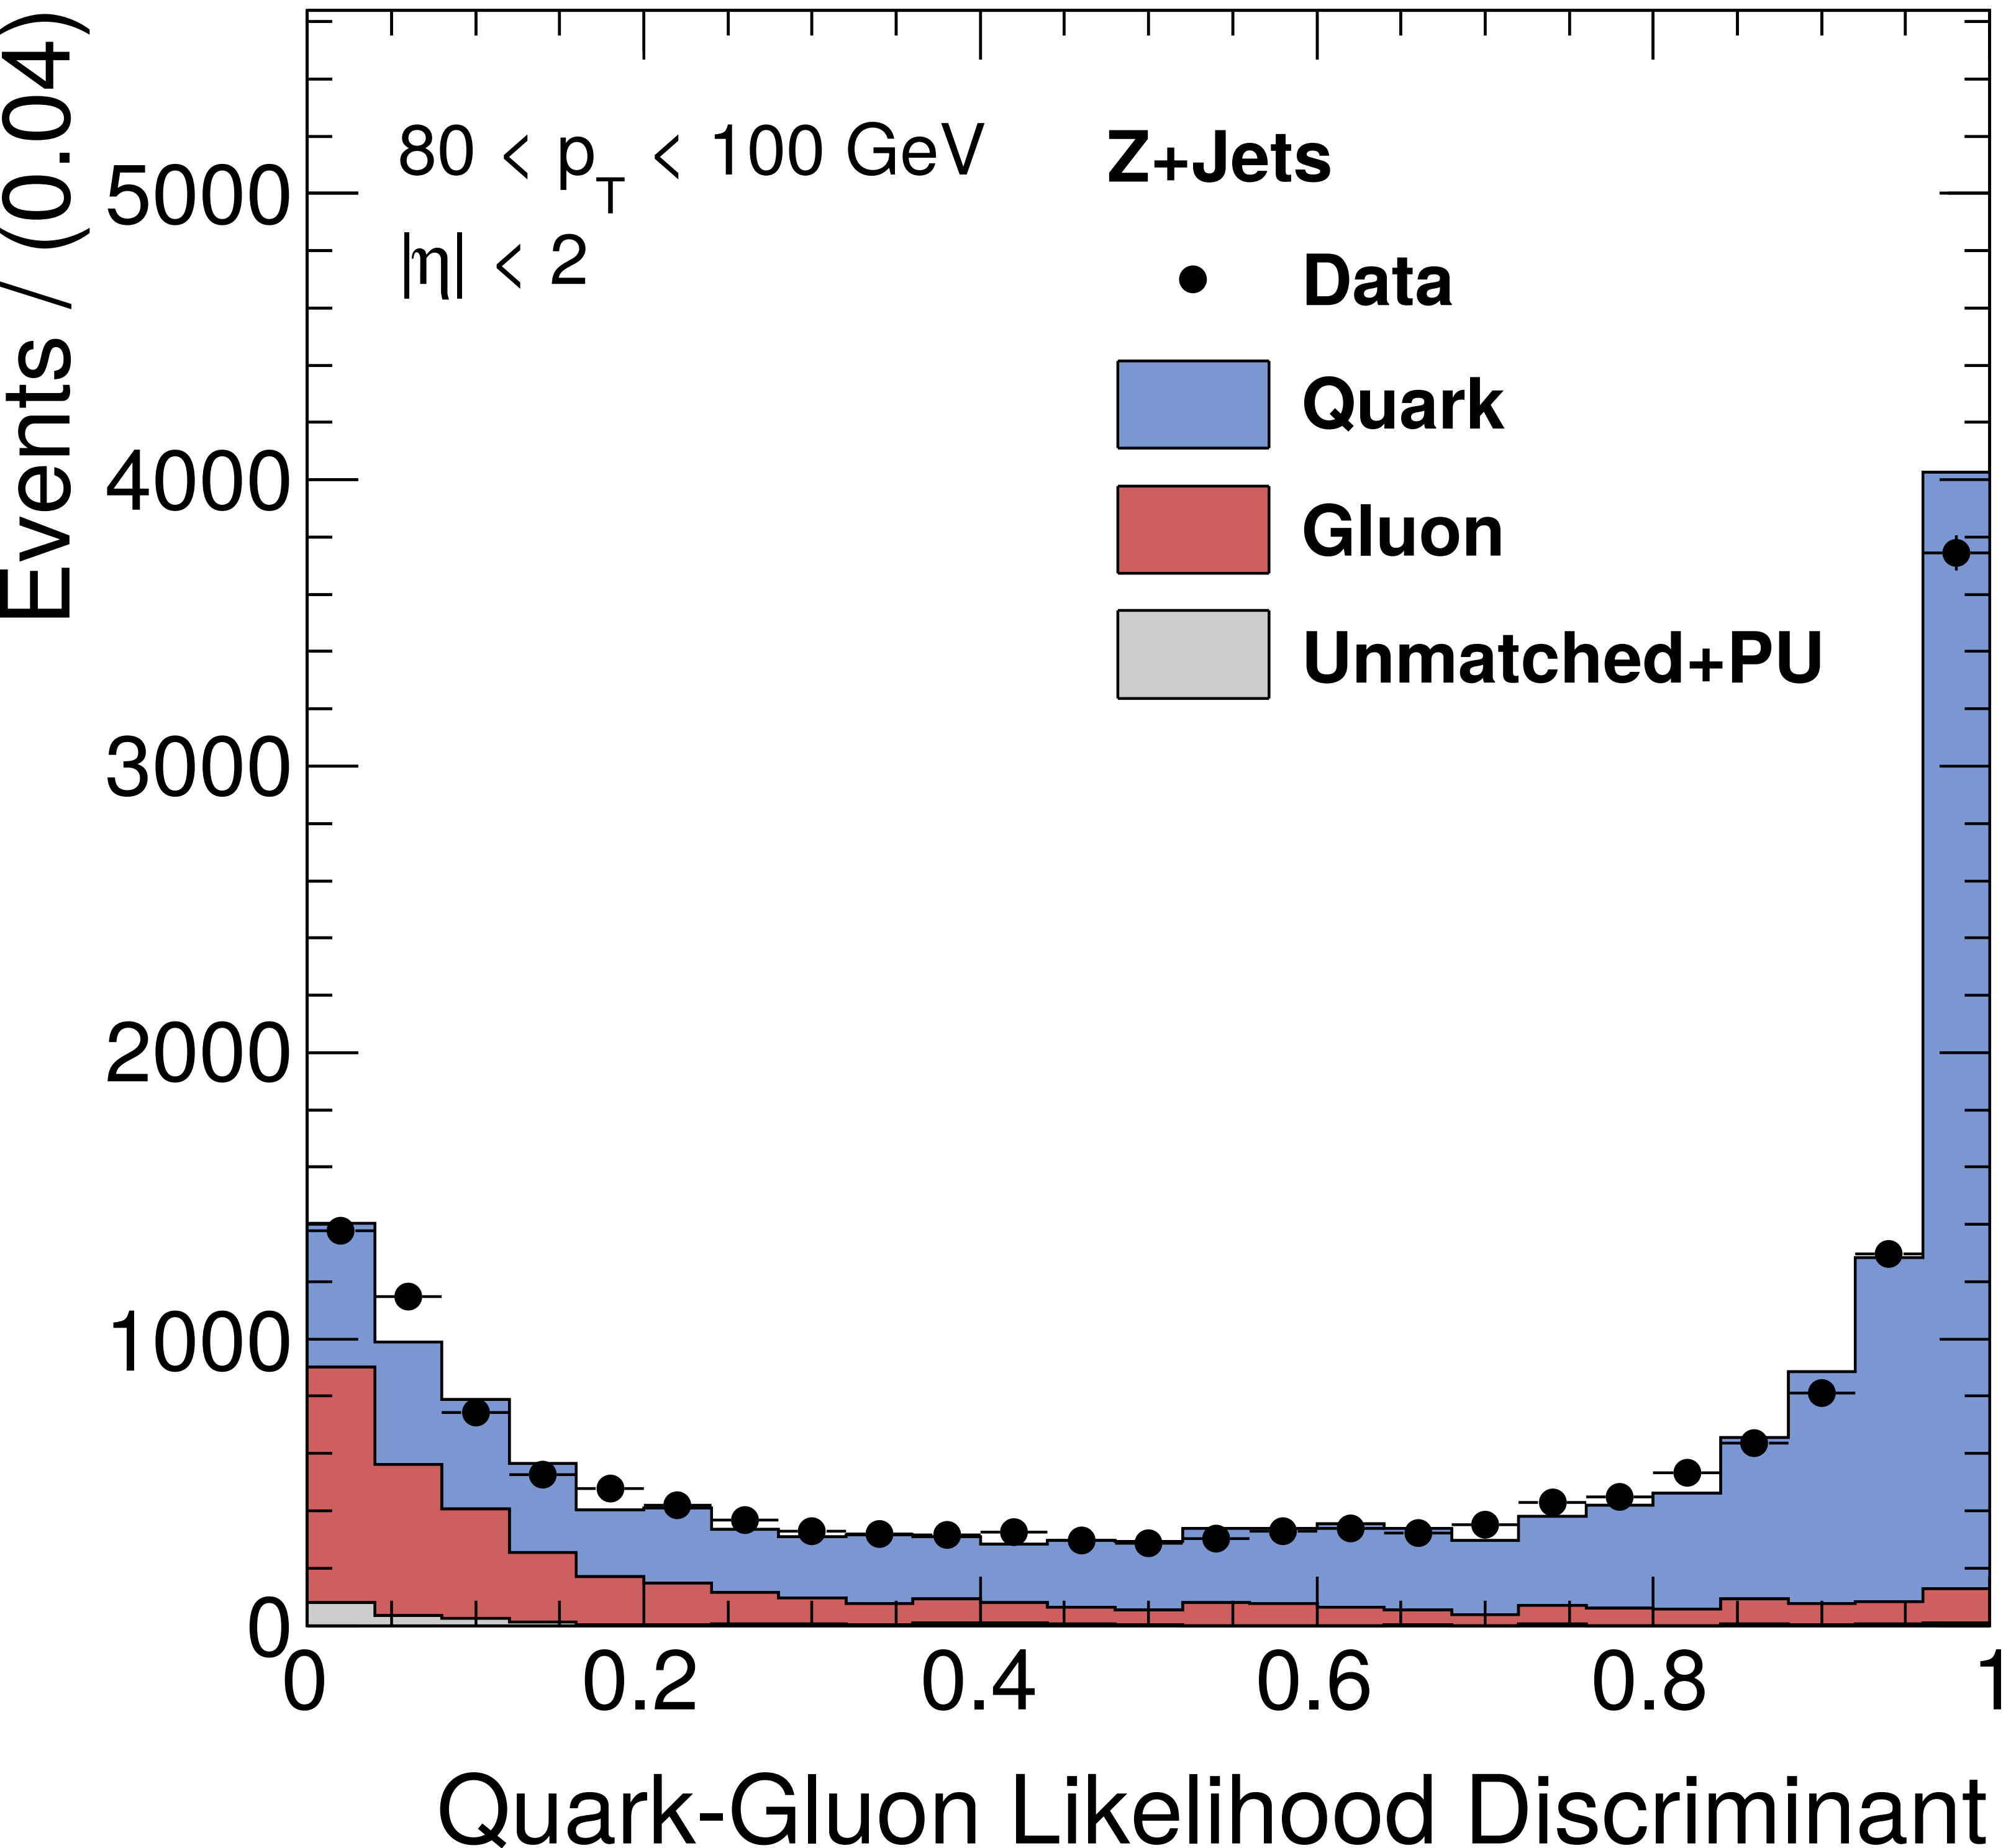 Events / (0.04)
80 < pT < 100 GeV
|η| < 2
Z+Jets
Data
Quark
Gluon
Unmatched+PU
5000
4000
3000
2000
1000
0
0 0.2 0.4 0.6 0.8 1
Quark-Gluon Likelihood Discriminant